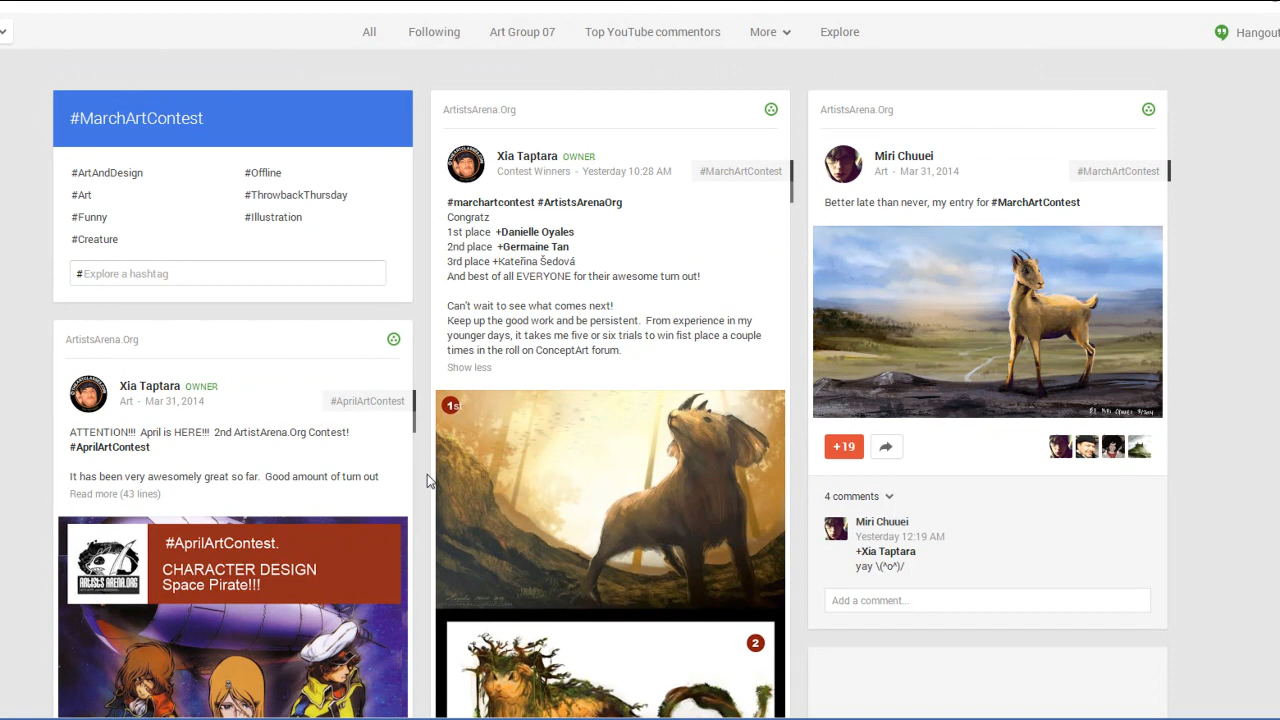 All
Following
Art Group 07
Top YouTube commentors
More
Explore
Hangout
#MarchArtContest
#ArtAndDesign
#Offline
#Art
#ThrowbackThursday
#Funny
#Illustration
#Creature
#Explore a hashtag
ArtistsArena.Org
Xia Taptara OWNER
Art - Mar 31, 2014
#AprilArtContest
ATTENTION!!! April is HERE!!! 2nd ArtistArena.Org Contest!
#AprilArtContest
It has been very awesomely great so far. Good amount of turn out
Read more (43 lines)
ARTISTS ARENA.ORG
#AprilArtContest.
CHARACTER DESIGN
Space Pirate!!!
ArtistsArena.Org
Xia Taptara OWNER
Contest Winners - Yesterday 10:28 AM
#MarchArtContest
#marchartcontest #ArtistsArenaOrg
Congratz
1st place +Danielle Oyales
2nd place +Germaine Tan
3rd place +Kateřina Šedová
And best of all EVERYONE for their awesome turn out!
Can't wait to see what comes next!
Keep up the good work and be persistent. From experience in my
younger days, it takes me five or six trials to win fist place a couple
times in the roll on ConceptArt forum.
Show less
1st
2
ArtistsArena.Org
Miri Chuuei
Art - Mar 31, 2014
#MarchArtContest
Better late than never, my entry for #MarchArtContest
+19
4 comments
Miri Chuuei
Yesterday 12:19 AM
+Xia Taptara
yay \(^o^)/
Add a comment...